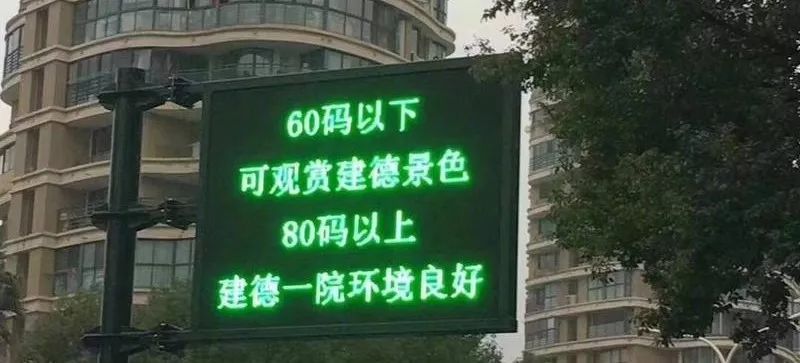 60码以下
可观赏建德景色
80码以上
建德一院环境良好